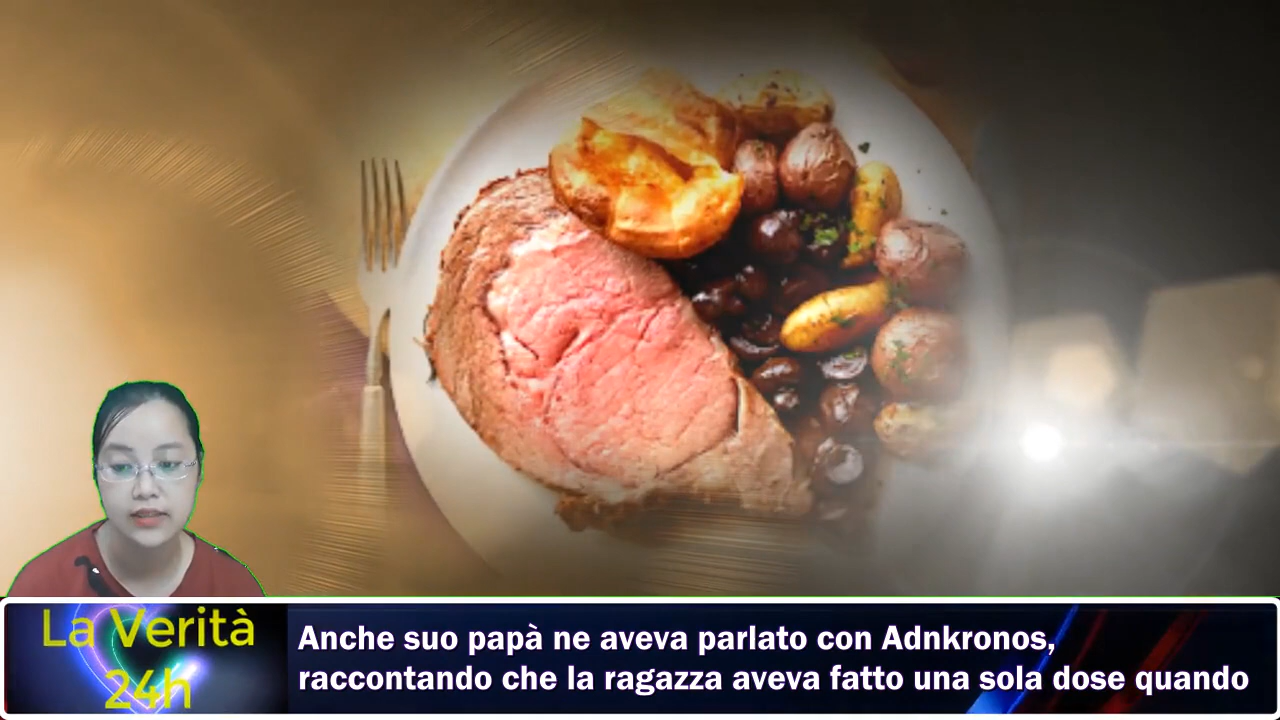 La Verità
24h
Anche suo papà ne aveva parlato con Adnkronos,
raccontando che la ragazza aveva fatto una sola dose quando